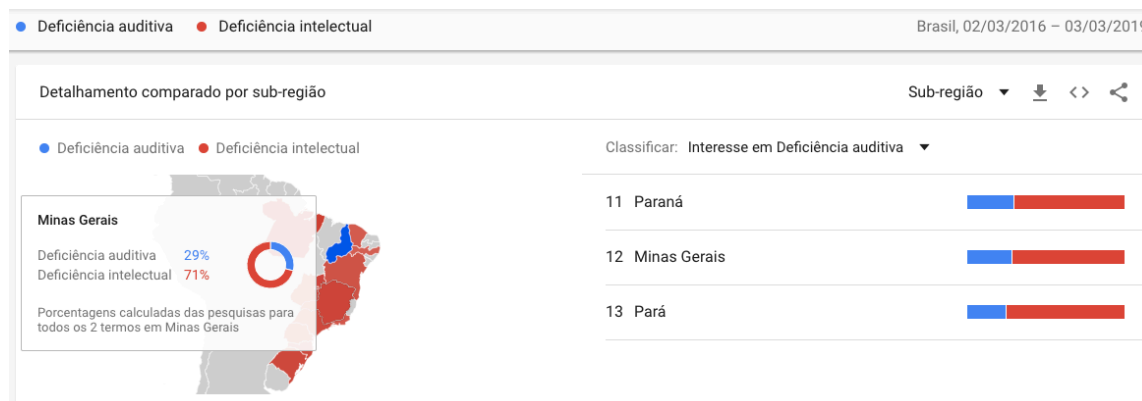 Deficiência auditiva Deficiência intelectual Brasil, 02/03/2016 – 03/03/2019
Detalhamento comparado por sub-região Sub-região
Deficiência auditiva Deficiência intelectual
Classificar: Interesse em Deficiência auditiva
Minas Gerais
Deficiência auditiva 29%
Deficiência intelectual 71%
Porcentagens calculadas das pesquisas para
todos os 2 termos em Minas Gerais
11 Paraná
12 Minas Gerais
13 Pará